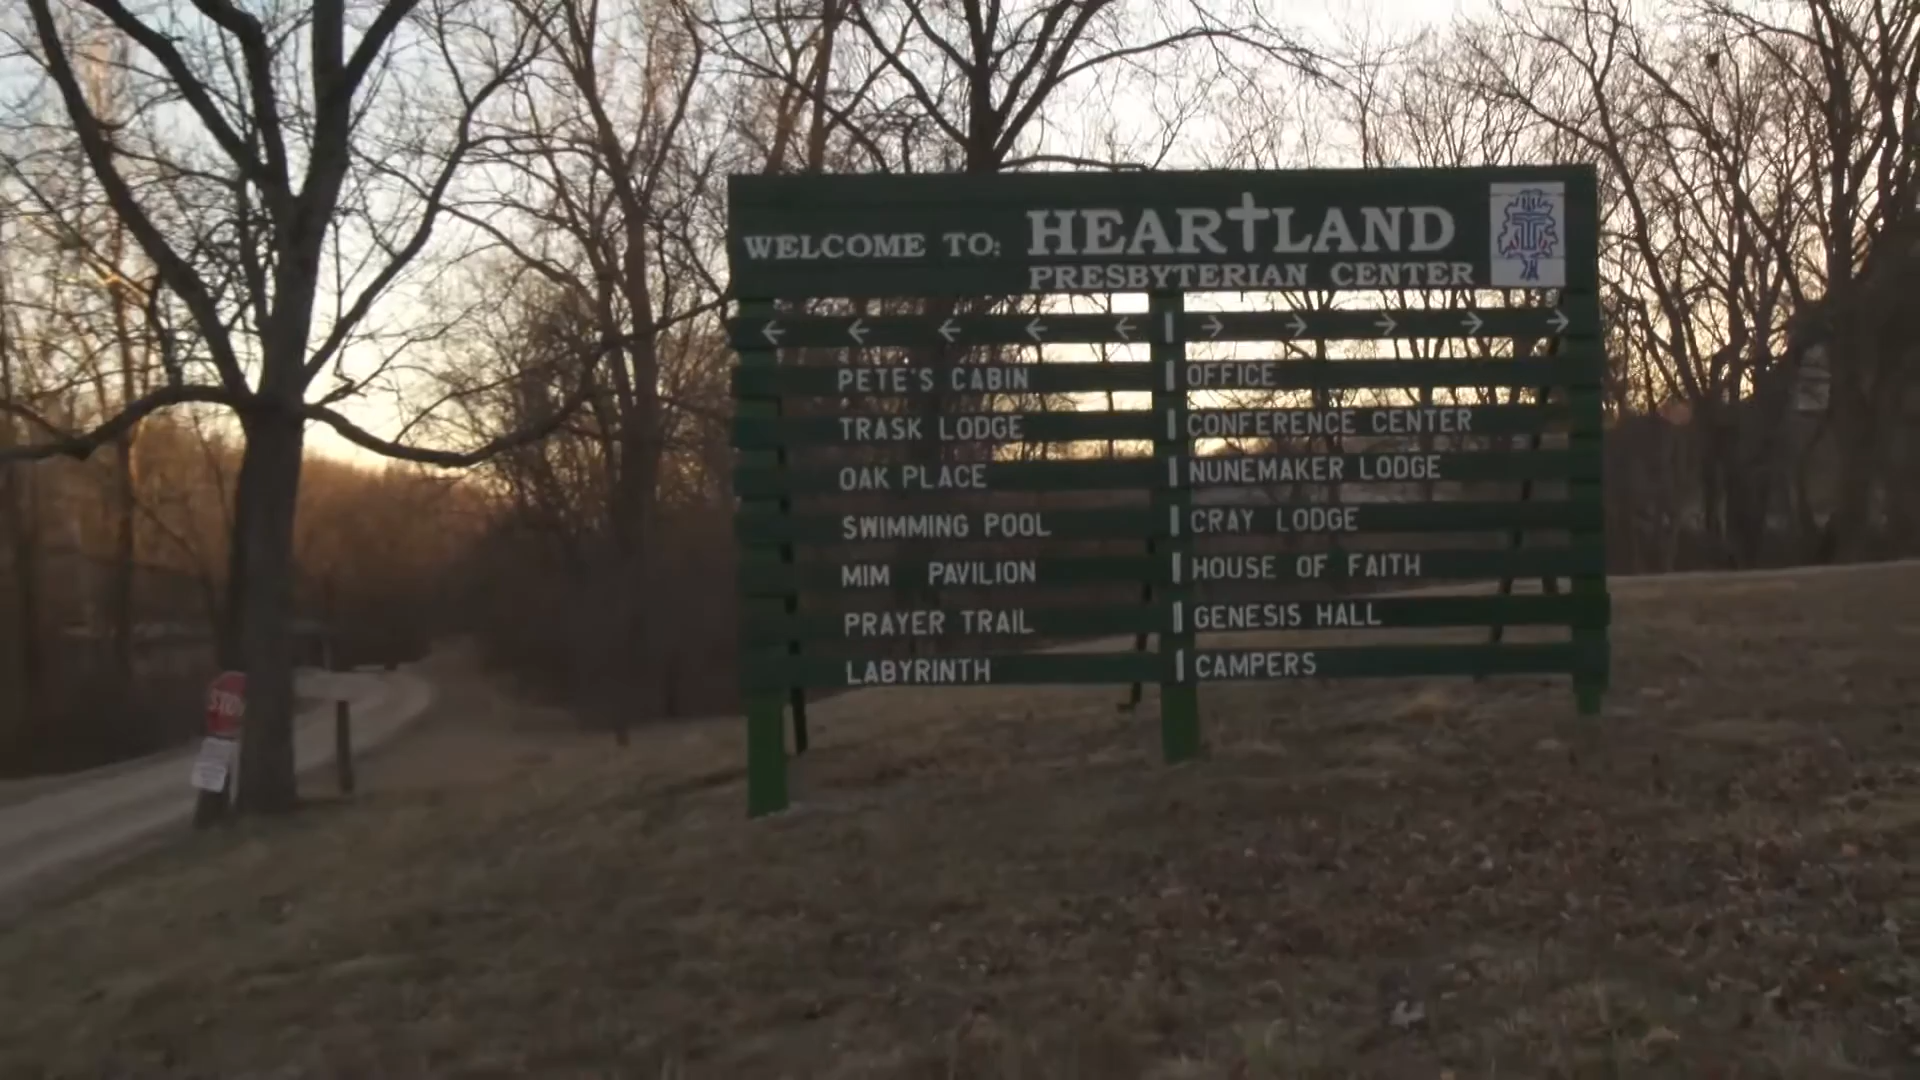 WELCOME TO: HEARTLAND
PRESBYTERIAN CENTER
← ← ← ← ← | → → → → →
PETE'S CABIN | OFFICE
TRASK LODGE | CONFERENCE CENTER
OAK PLACE | NUNEMAKER LODGE
SWIMMING POOL | CRAY LODGE
MIM PAVILION | HOUSE OF FAITH
PRAYER TRAIL | GENESIS HALL
LABYRINTH | CAMPERS
STOP